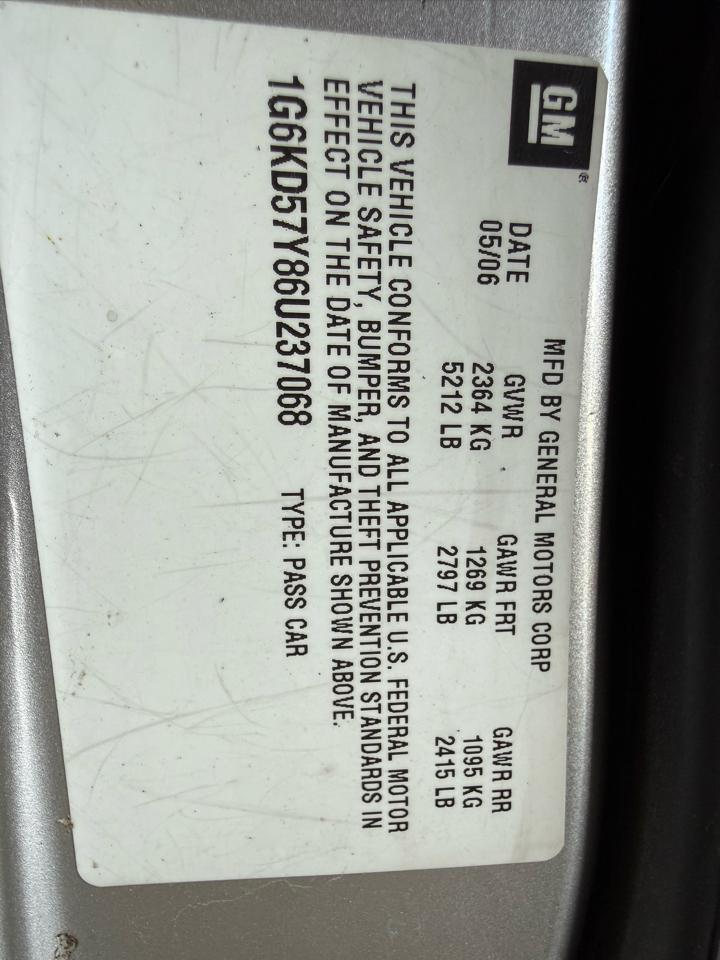 GM®
MFD BY GENERAL MOTORS CORP
DATE GVWR GAWR FRT GAWR RR
05/06 2364 KG 1269 KG 1095 KG
5212 LB 2797 LB 2415 LB
THIS VEHICLE CONFORMS TO ALL APPLICABLE U.S. FEDERAL MOTOR
VEHICLE SAFETY, BUMPER, AND THEFT PREVENTION STANDARDS IN
EFFECT ON THE DATE OF MANUFACTURE SHOWN ABOVE.
1G6KD57Y86U237068 TYPE: PASS CAR